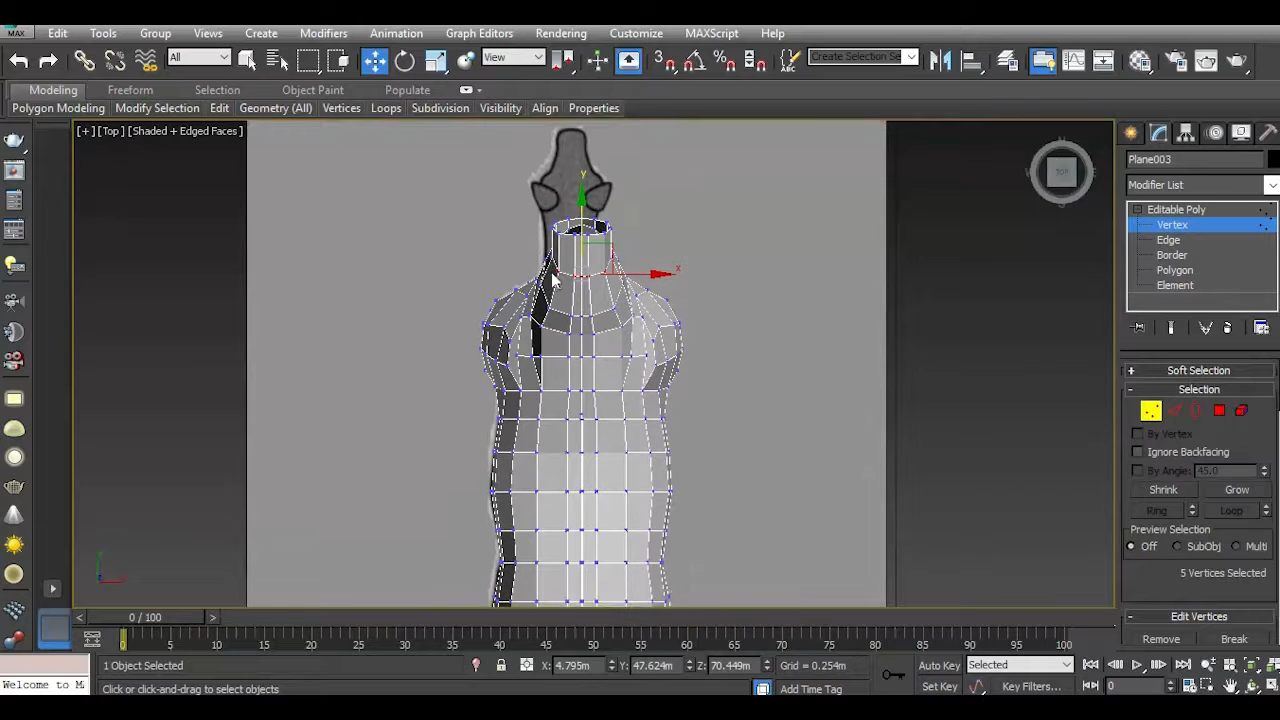 MAX Edit Tools Group Views Create Modifiers Animation Graph Editors Rendering Customize MAXScript Help
All View Create Selection Se
Modeling Freeform Selection Object Paint Populate
Polygon Modeling Modify Selection Edit Geometry (All) Vertices Loops Subdivision Visibility Align Properties
[+] [Top] [Shaded + Edged Faces]
TOP
Plane003
Modifier List
Editable Poly
Vertex
Edge
Border
Polygon
Element
y
x
+ Soft Selection
- Selection
By Vertex
Ignore Backfacing
By Angle: 45.0
Shrink Grow
Ring Loop
Preview Selection
Off SubObj Multi
5 Vertices Selected
- Edit Vertices
Remove Break
< 0 / 100 >
0 5 10 15 20 25 30 35 40 45 50 55 60 65 70 75 80 85 90 95 100
1 Object Selected X: 4.795m Y: 47.624m Z: 70.449m Grid = 0.254m Auto Key Selected
Welcome to M Click or click-and-drag to select objects Add Time Tag Set Key Key Filters... 0